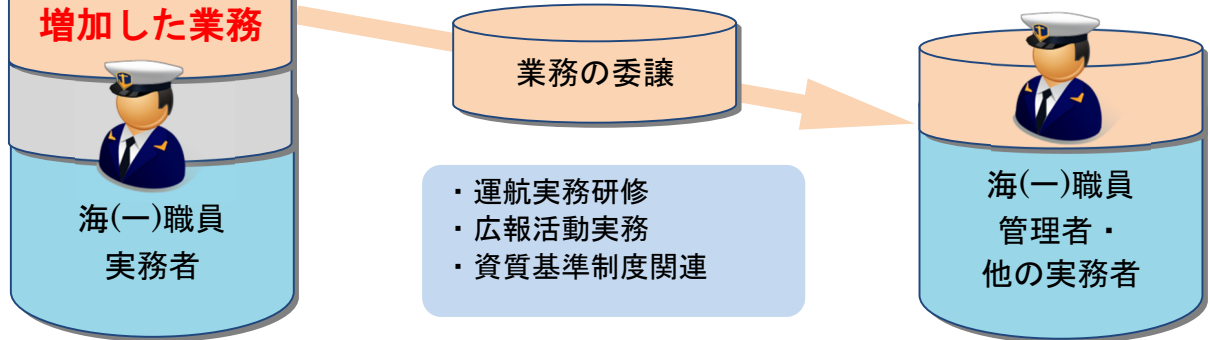 増加した業務
業務の委譲
海(一)職員
実務者
・運航実務研修
・広報活動実務
・資質基準制度関連
海(一)職員
管理者・
他の実務者